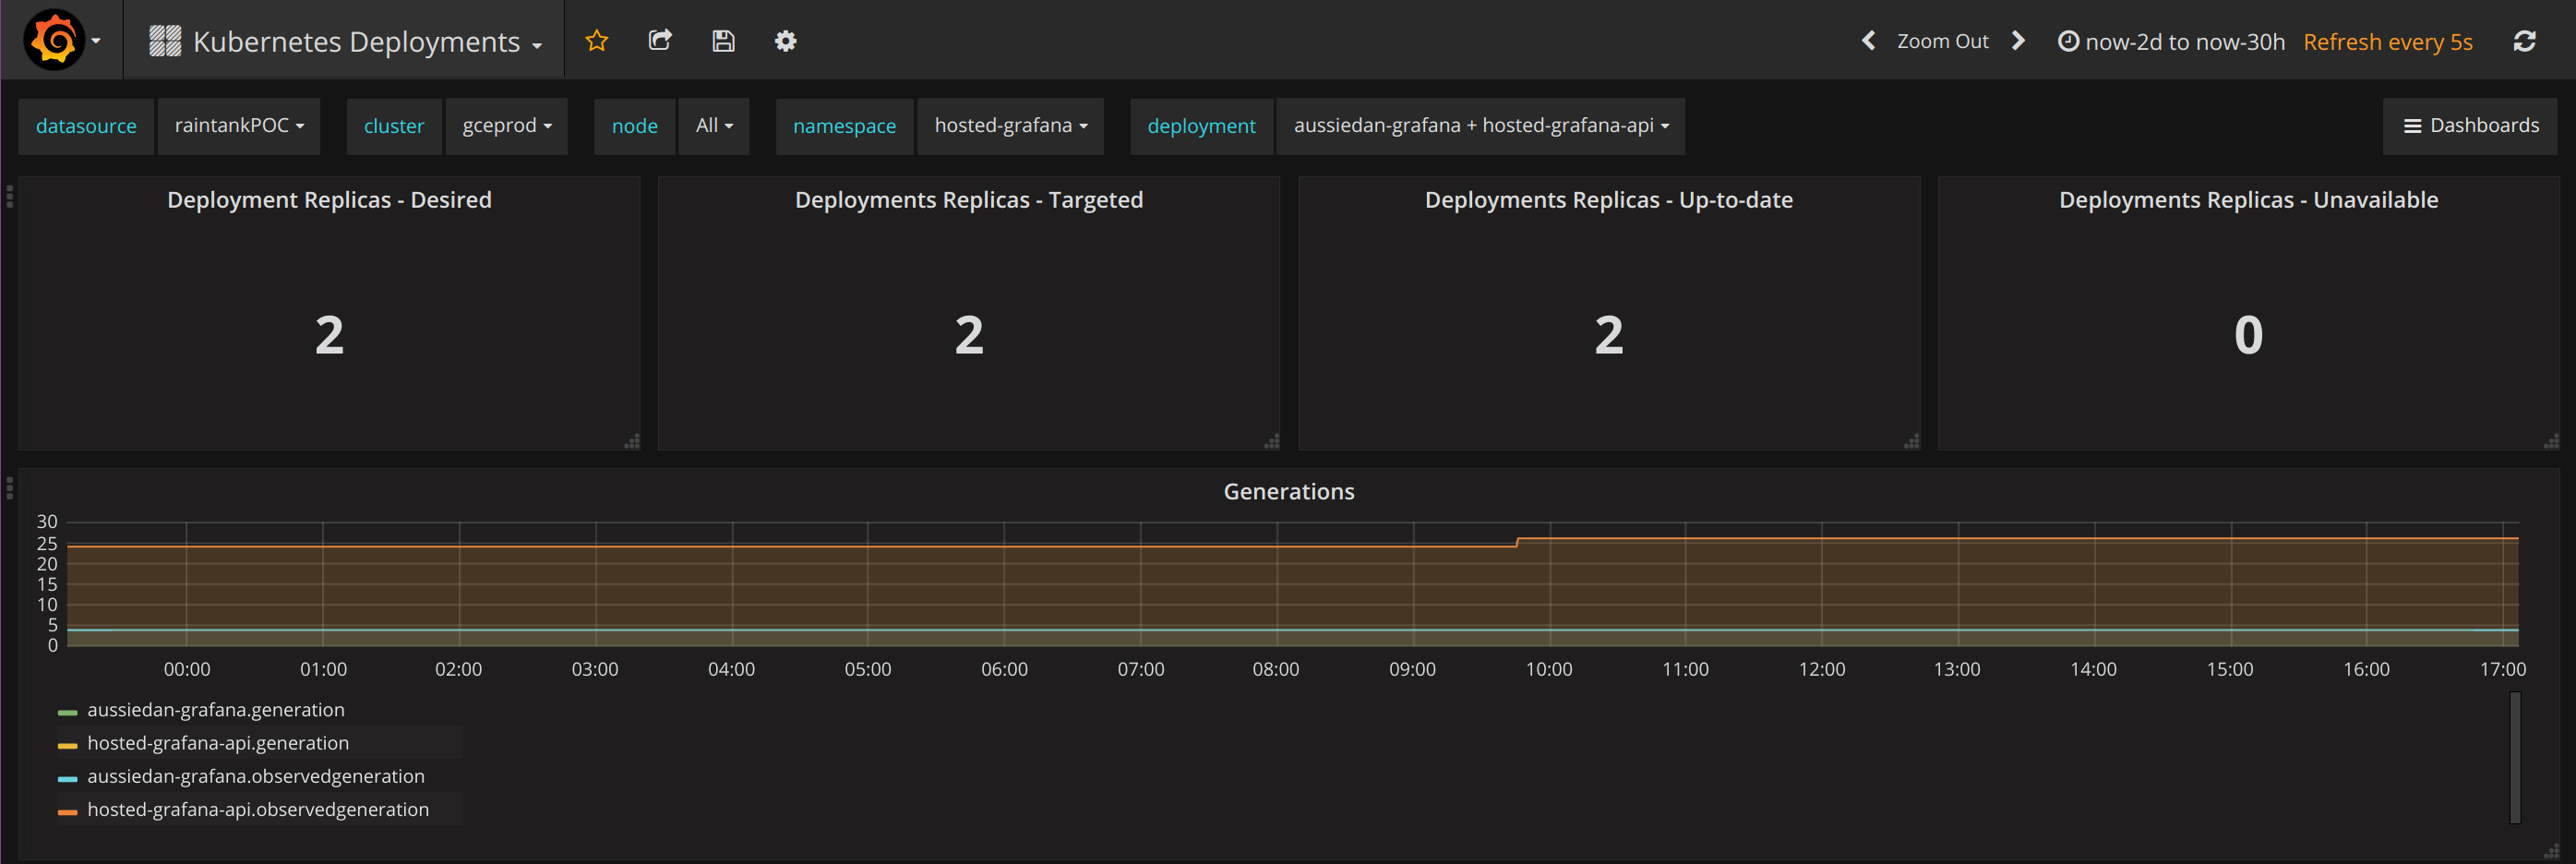 Kubernetes Deployments
Zoom Out
now-2d to now-30h Refresh every 5s
datasource raintankPOC cluster gceprod node All namespace hosted-grafana deployment aussiedan-grafana + hosted-grafana-api Dashboards
Deployment Replicas - Desired
2
Deployments Replicas - Targeted
2
Deployments Replicas - Up-to-date
2
Deployments Replicas - Unavailable
0
Generations
30
25
20
15
10
5
0
00:00 01:00 02:00 03:00 04:00 05:00 06:00 07:00 08:00 09:00 10:00 11:00 12:00 13:00 14:00 15:00 16:00 17:00
aussiedan-grafana.generation
hosted-grafana-api.generation
aussiedan-grafana.observedgeneration
hosted-grafana-api.observedgeneration